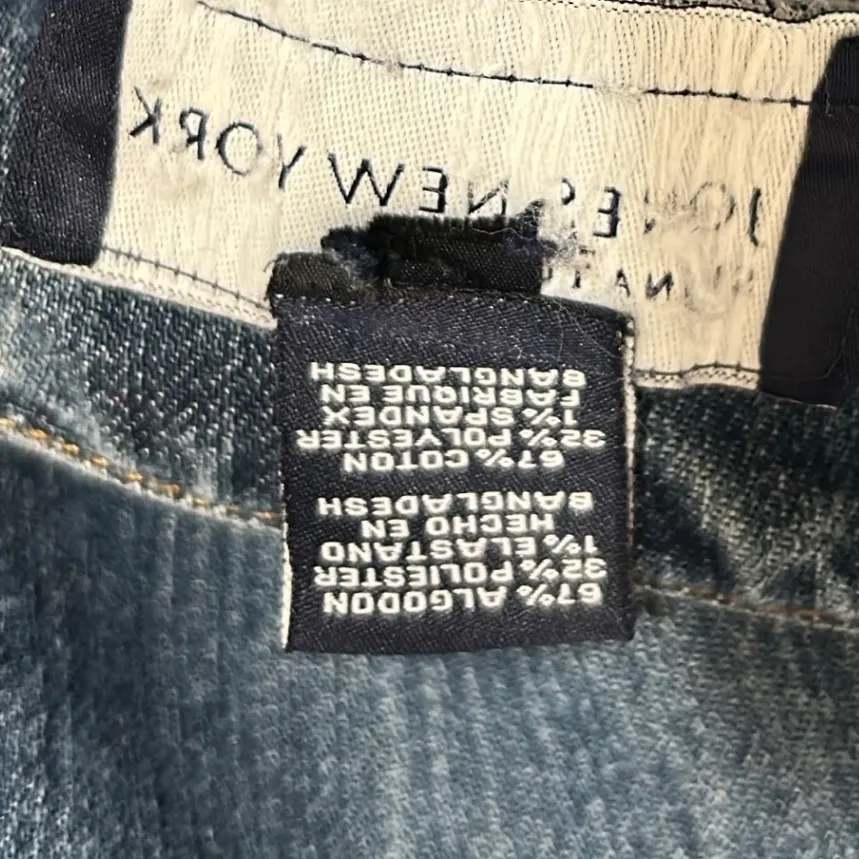 JONES NEW YORK
67% ALGODON
32% POLIESTER
1% ELASTANO
HECHO EN
BANGLADESH
67% COTON
32% POLYESTER
1% SPANDEX
FABRIQUE EN
BANGLADESH